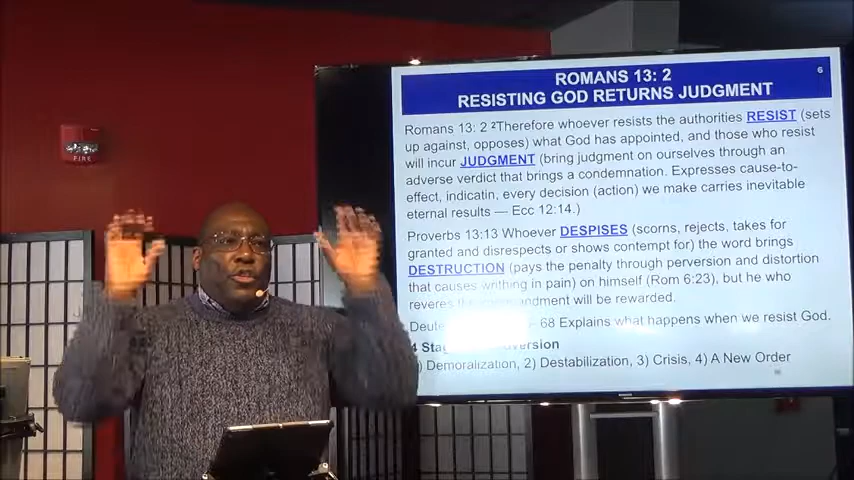 ROMANS 13: 2
6
RESISTING GOD RETURNS JUDGMENT
Romans 13: 2 ²Therefore whoever resists the authorities RESIST (sets
up against, opposes) what God has appointed, and those who resist
will incur JUDGMENT (bring judgment on ourselves through an
adverse verdict that brings a condemnation. Expresses cause-to-
effect, indicatin, every decision (action) we make carries inevitable
eternal results — Ecc 12:14.)
Proverbs 13:13 Whoever DESPISES (scorns, rejects, takes for
granted and disrespects or shows contempt for) the word brings
DESTRUCTION (pays the penalty through perversion and distortion
that causes writhing in pain) on himself (Rom 6:23), but he who
reveres the commandment will be rewarded.
68 Explains what happens when we resist God.
4
) Demoralization, 2) Destabilization, 3) Crisis, 4) A New Order
FIRE